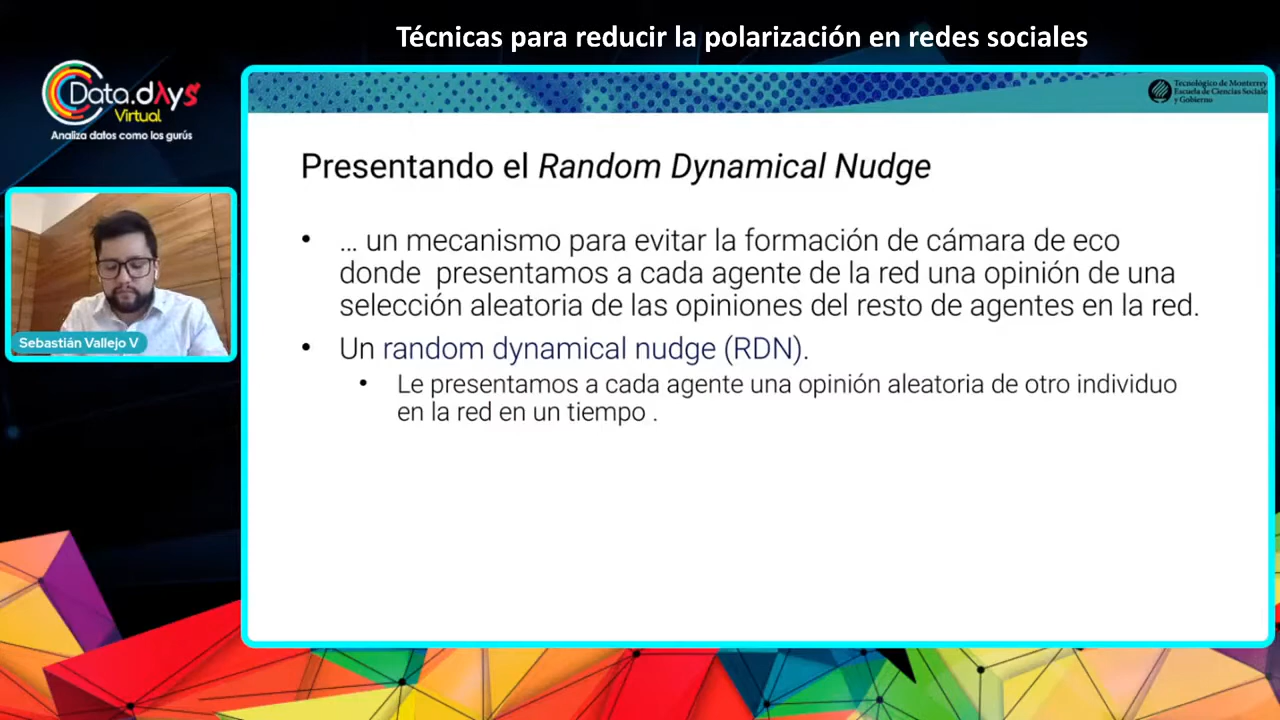 Técnicas para reducir la polarización en redes sociales
Data.dAys
Virtual
Analiza datos como los gurús
Tecnológico de Monterrey
Escuela de Ciencias Sociales
y Gobierno
Presentando el Random Dynamical Nudge
• … un mecanismo para evitar la formación de cámara de eco
donde presentamos a cada agente de la red una opinión de una
selección aleatoria de las opiniones del resto de agentes en la red.
• Un random dynamical nudge (RDN).
• Le presentamos a cada agente una opinión aleatoria de otro individuo
en la red en un tiempo .
Sebastián Vallejo V